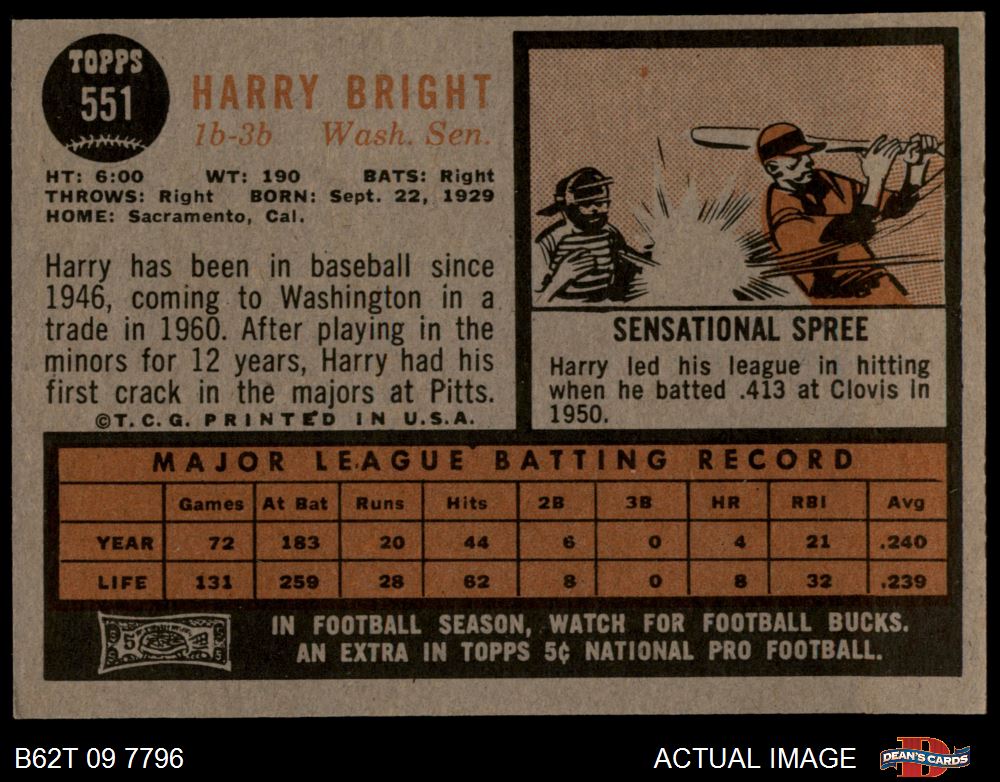 TOPPS
551
HARRY BRIGHT
1b-3b Wash. Sen.
HT: 6:00 WT: 190 BATS: Right
THROWS: Right BORN: Sept. 22, 1929
HOME: Sacramento, Cal.
Harry has been in baseball since
1946, coming to Washington in a
trade in 1960. After playing in the
minors for 12 years, Harry had his
first crack in the majors at Pitts.
©T.C.G. PRINTED IN U.S.A.
SENSATIONAL SPREE
Harry led his league in hitting
when he batted .413 at Clovis in
1950.
MAJOR LEAGUE BATTING RECORD
Games At Bat Runs Hits 2B 3B HR RBI Avg
YEAR 72 183 20 44 6 0 4 21 .240
LIFE 131 259 28 62 8 0 8 32 .239
5
IN FOOTBALL SEASON, WATCH FOR FOOTBALL BUCKS.
AN EXTRA IN TOPPS 5¢ NATIONAL PRO FOOTBALL.
B62T 09 7796 ACTUAL IMAGE DEAN'S CARDS